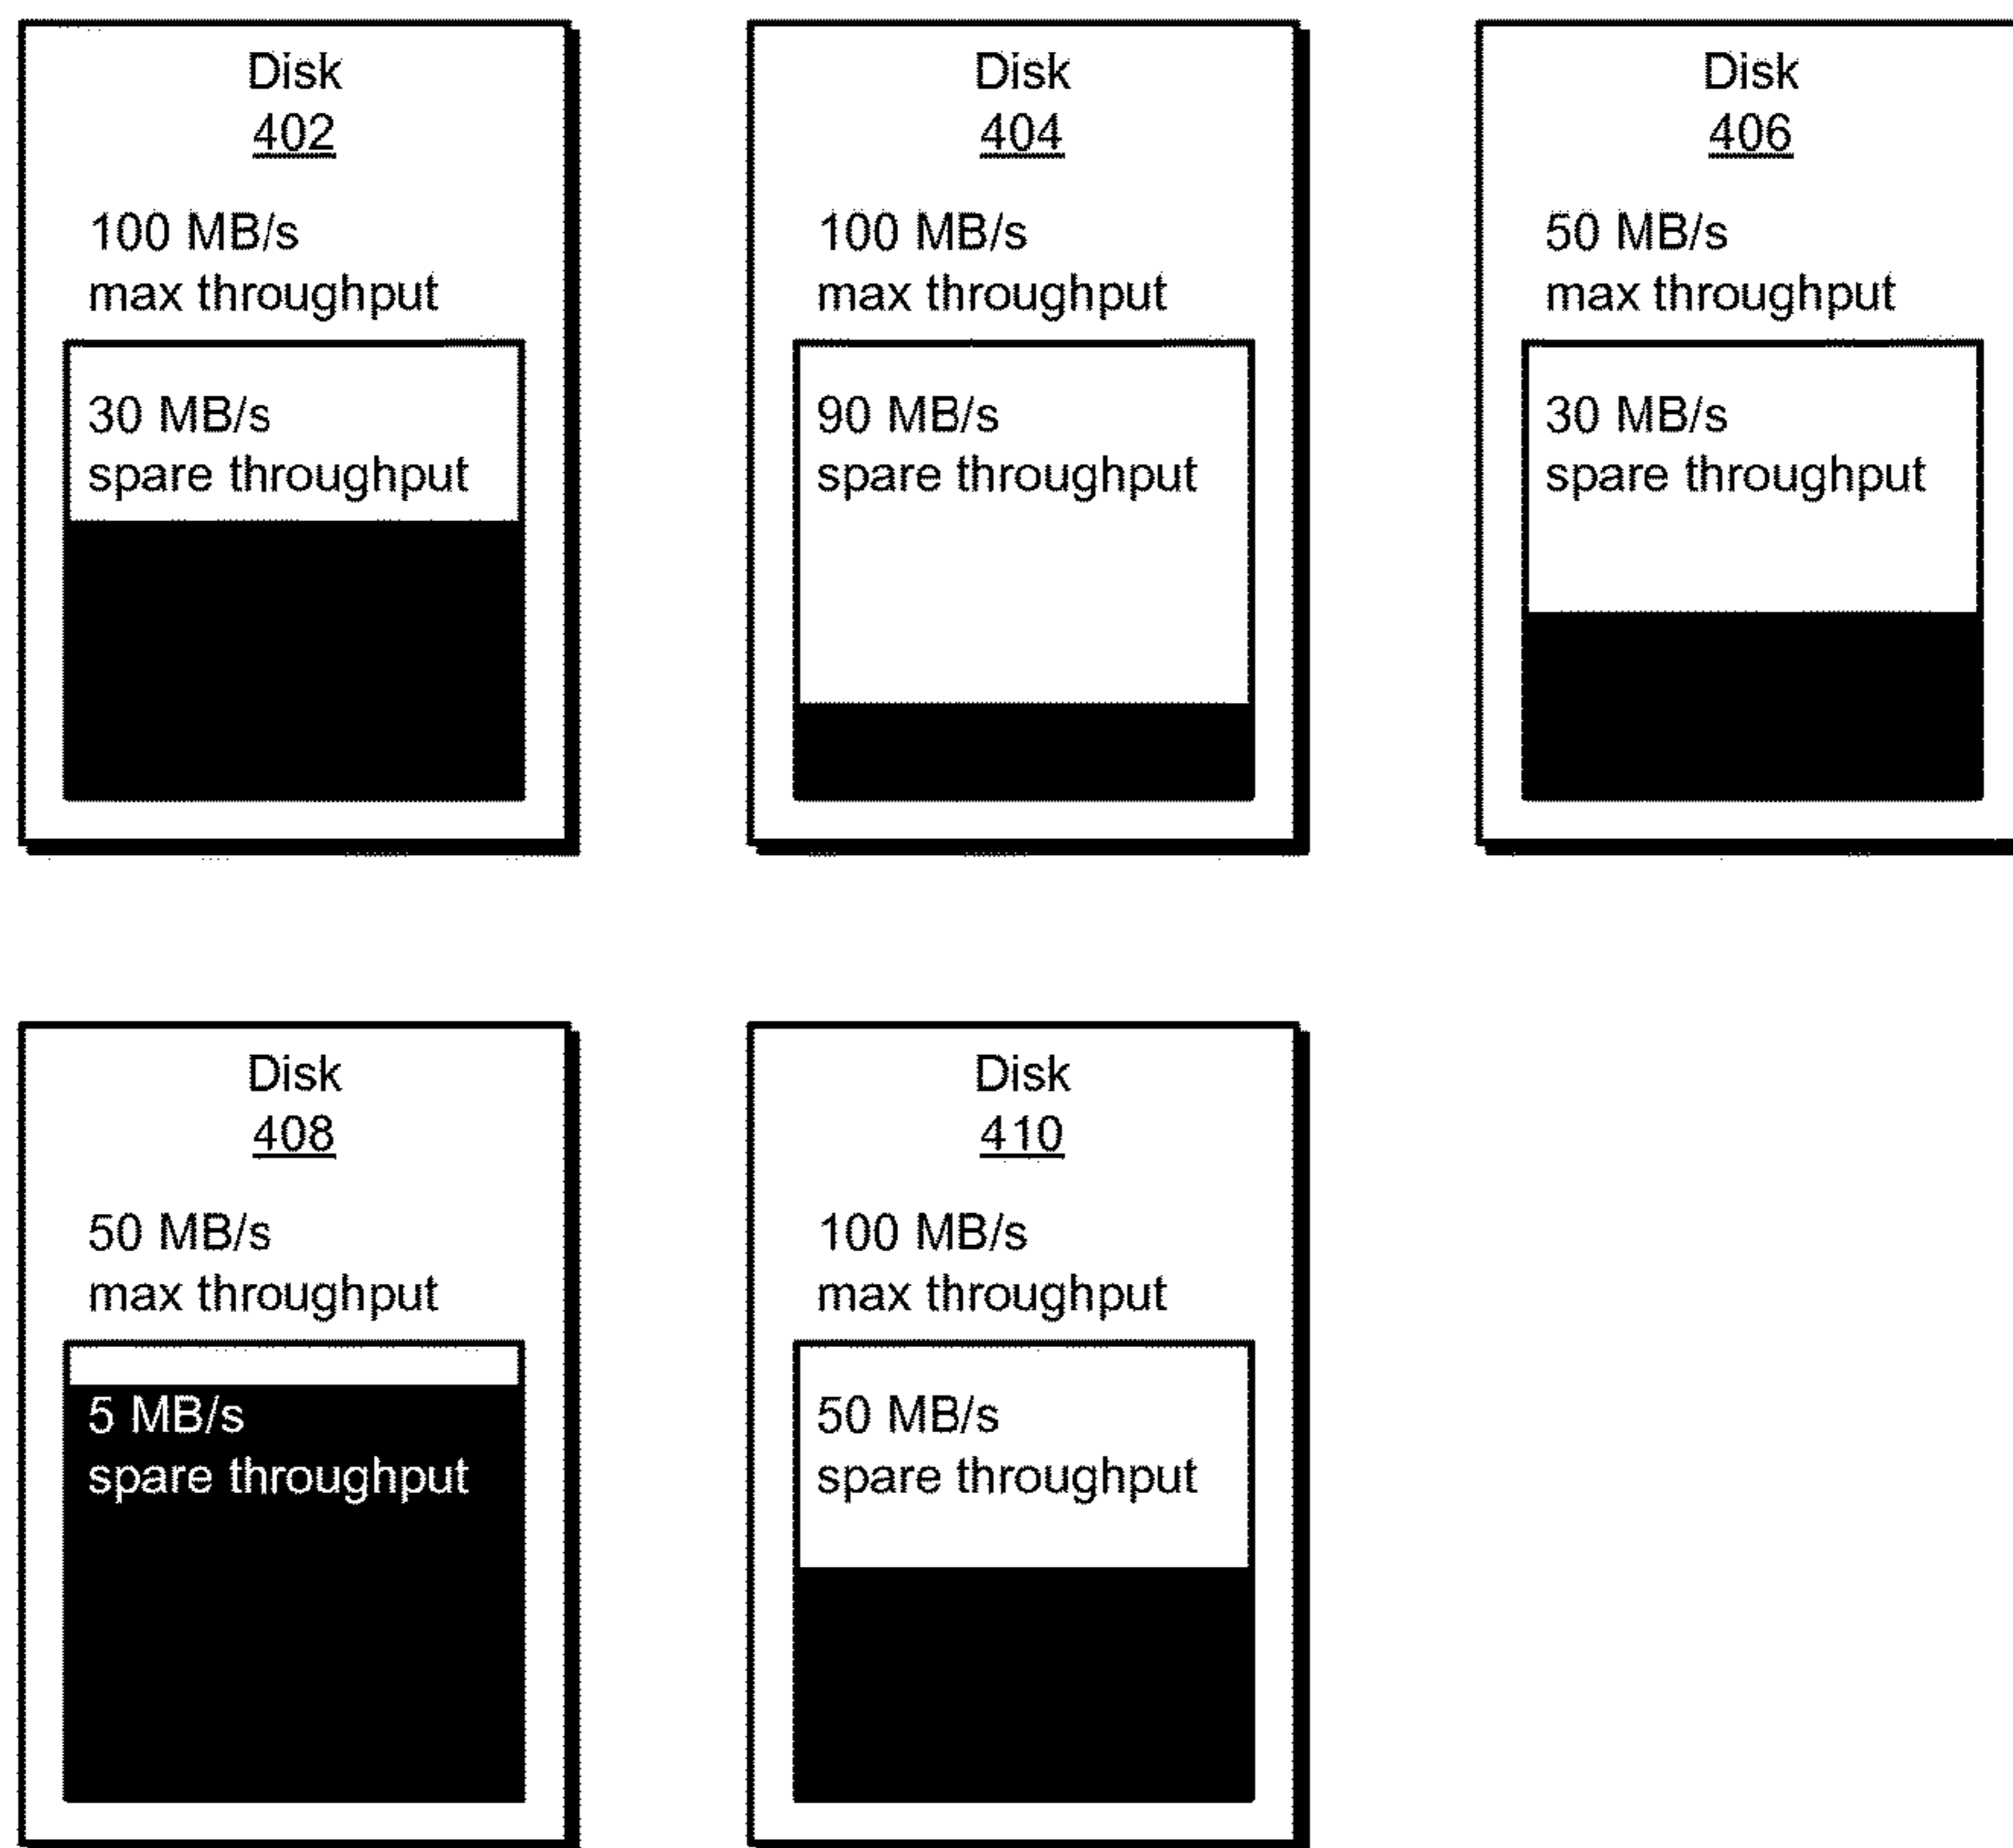 Disk
402
100 MB/s
max throughput
30 MB/s
spare throughput
Disk
404
100 MB/s
max throughput
90 MB/s
spare throughput
Disk
406
50 MB/s
max throughput
30 MB/s
spare throughput
Disk
408
50 MB/s
max throughput
5 MB/s
spare throughput
Disk
410
100 MB/s
max throughput
50 MB/s
spare throughput